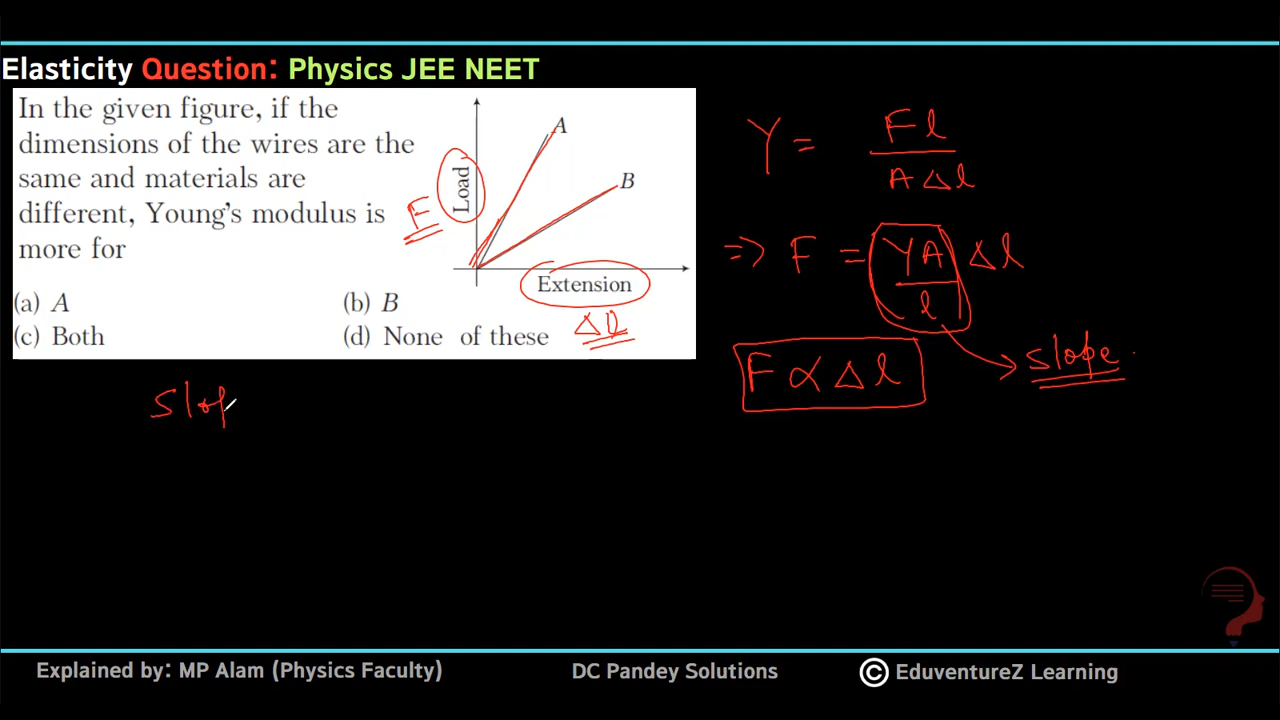 Elasticity Question: Physics JEE NEET
In the given figure, if the
dimensions of the wires are the
same and materials are
different, Young's modulus is
more for
(a) A
(b) B
(c) Both
(d) None of these
A
B
Load
F
Extension
Δl
Y = Fl / A Δl
⇒ F = YA / l Δl
slope
F ∝ Δl
Slop
Explained by: MP Alam (Physics Faculty)
DC Pandey Solutions
© EduventureZ Learning